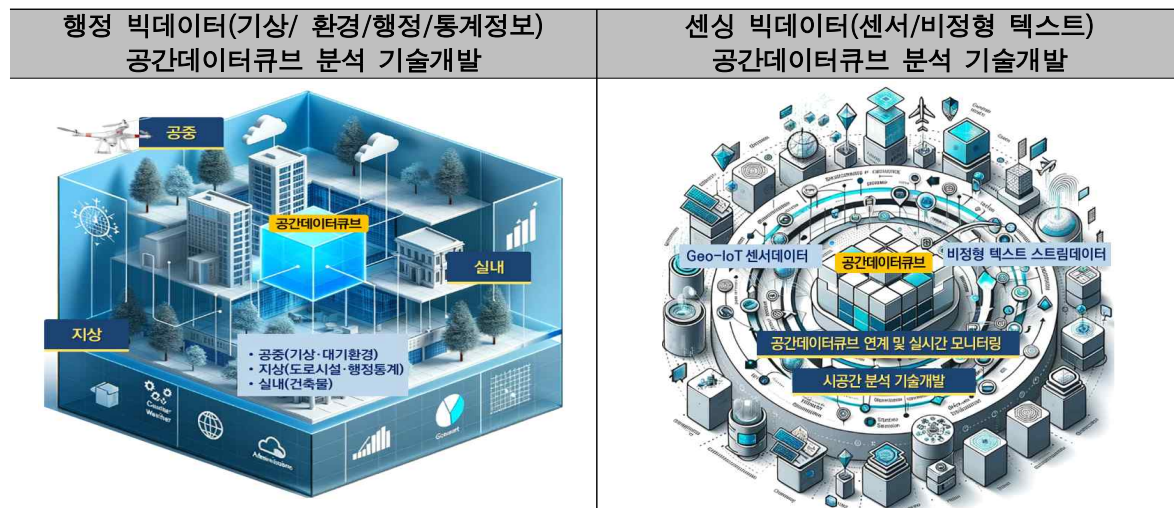 행정 빅데이터(기상/ 환경/행정/통계정보)
공간데이터큐브 분석 기술개발
센싱 빅데이터(센서/비정형 텍스트)
공간데이터큐브 분석 기술개발
공중
공간데이터큐브
실내
지상
• 공중(기상·대기환경)
• 지상(도로시설·행정통계)
• 실내(건축물)
Geo-IoT 센서데이터
공간데이터큐브
비정형 텍스트 스트림데이터
공간데이터큐브 연계 및 실시간 모니터링
시공간 분석 기술개발